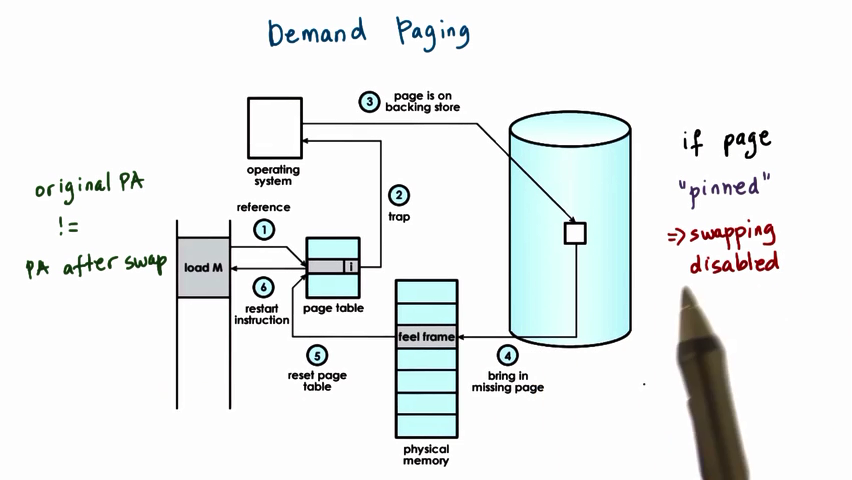 Demand Paging
3
page is on
backing store
operating
system
2
trap
reference
1
load M
i
page table
6
restart
instruction
5
reset page
table
feel frame
4
bring in
missing page
physical
memory
original PA
!=
PA after swap
if page
"pinned"
=> swapping
disabled